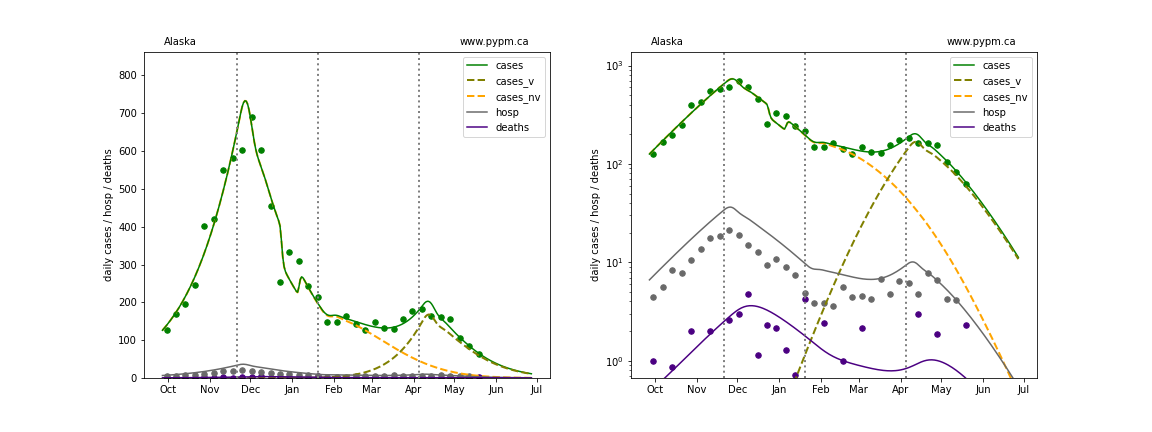 Alaska www.pypm.ca
daily cases / hosp / deaths
800
700
600
500
400
300
200
100
0
cases
cases_v
cases_nv
hosp
deaths
Oct Nov Dec Jan Feb Mar Apr May Jun Jul
Alaska www.pypm.ca
daily cases / hosp / deaths
10³
10²
10¹
10⁰
cases
cases_v
cases_nv
hosp
deaths
Oct Nov Dec Jan Feb Mar Apr May Jun Jul